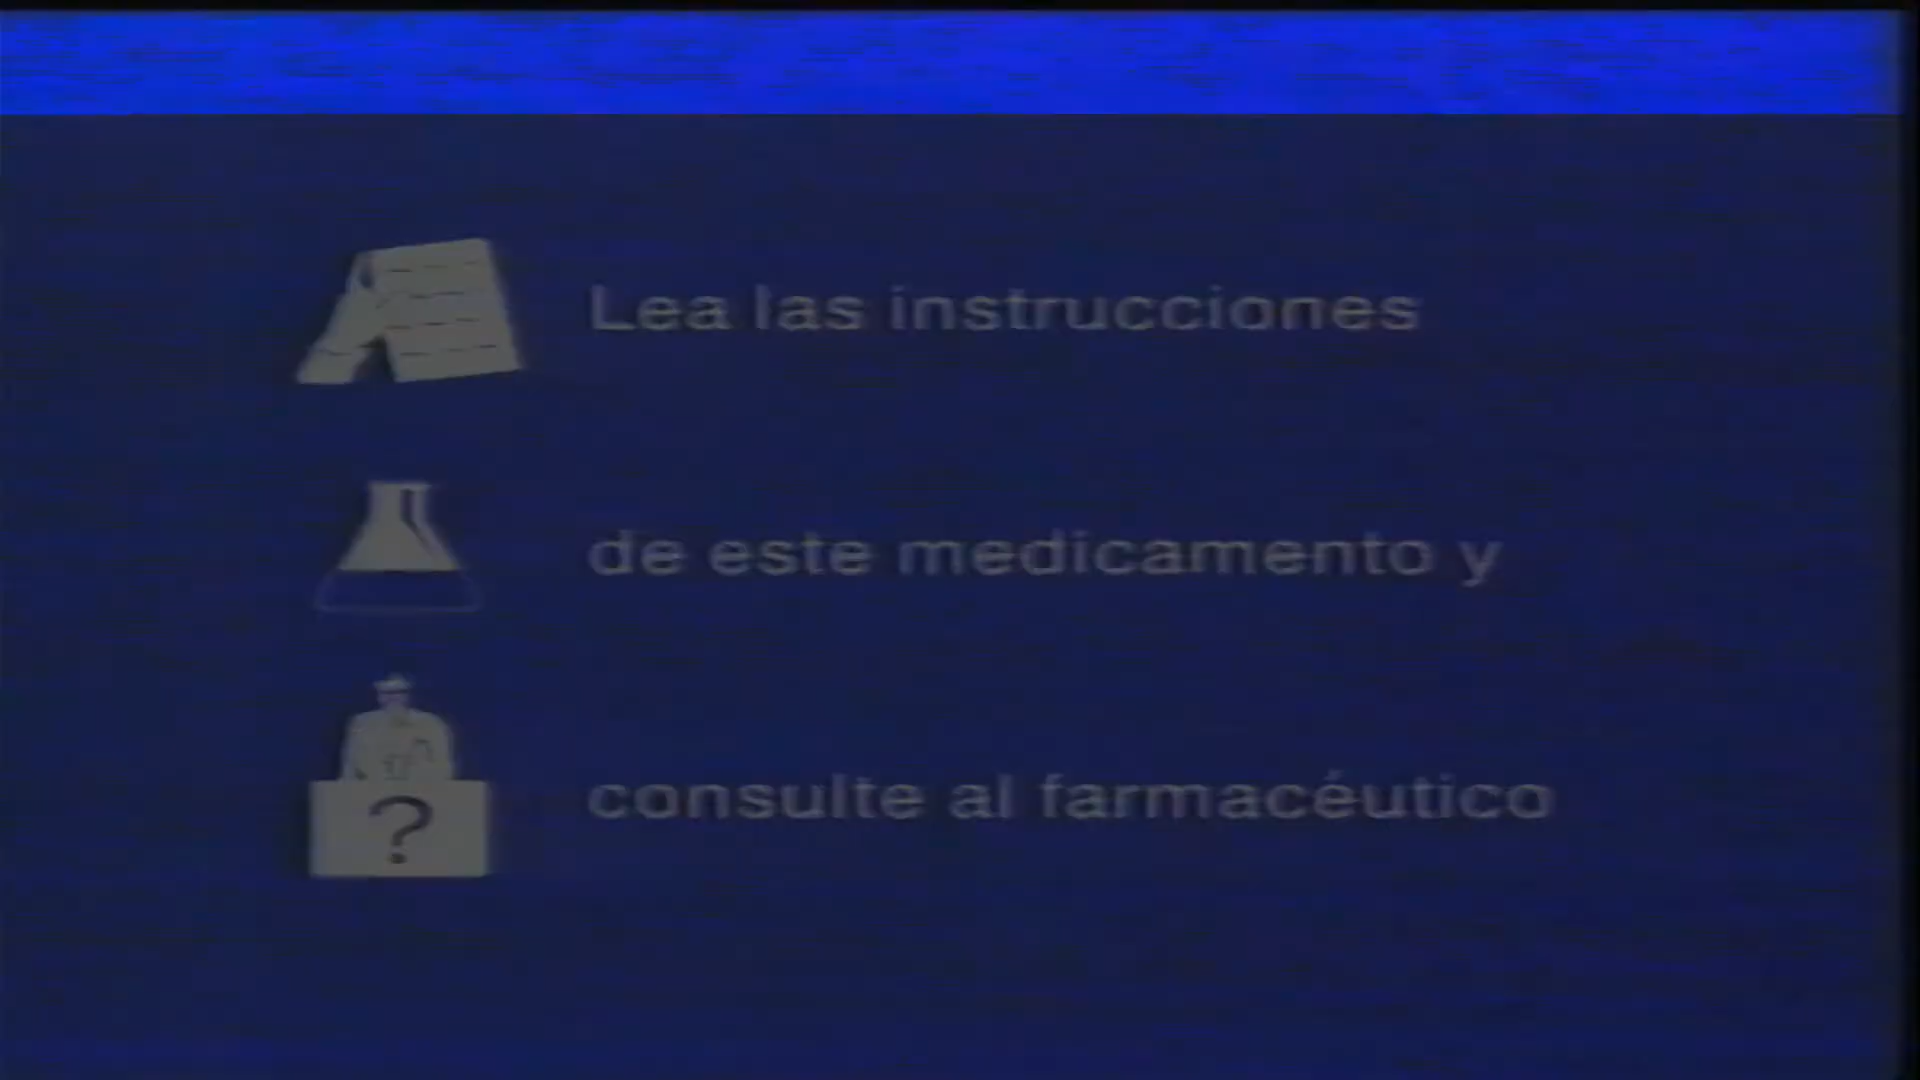 Lea las instrucciones
de este medicamento y
?
consulte al farmacéutico